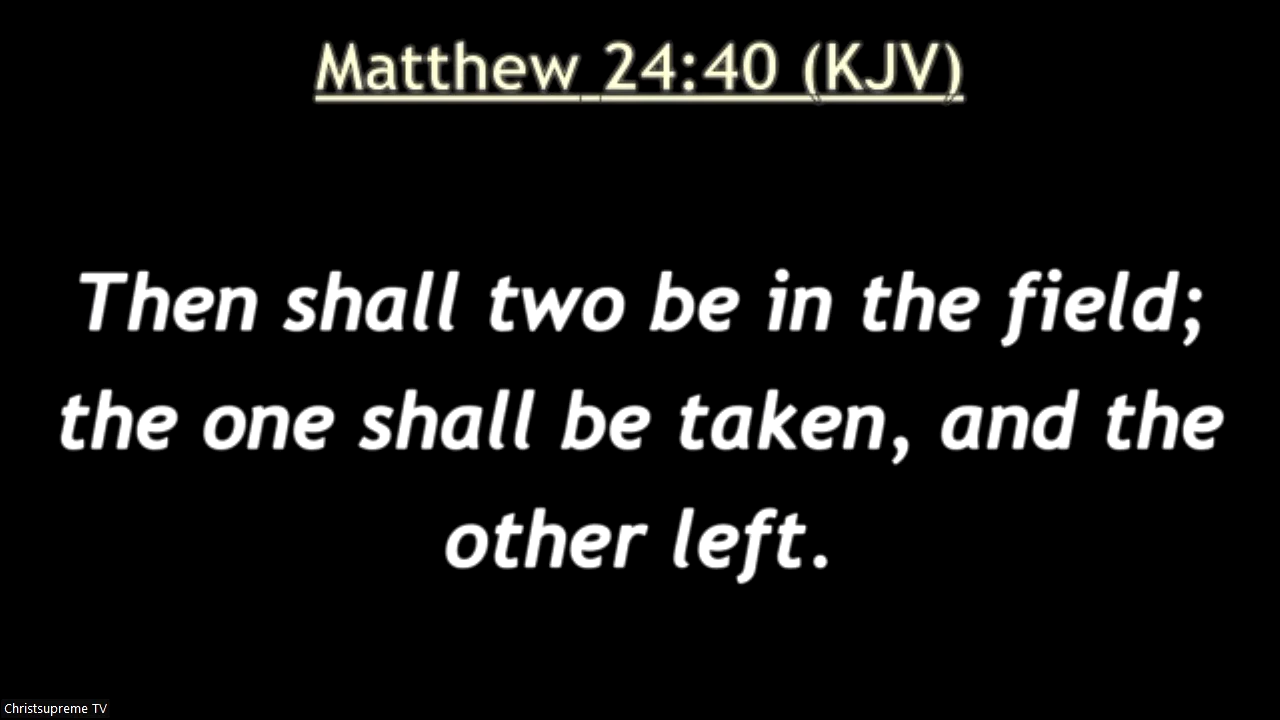 Matthew 24:40 (KJV)
Then shall two be in the field;
the one shall be taken, and the
other left.
Christsupreme TV